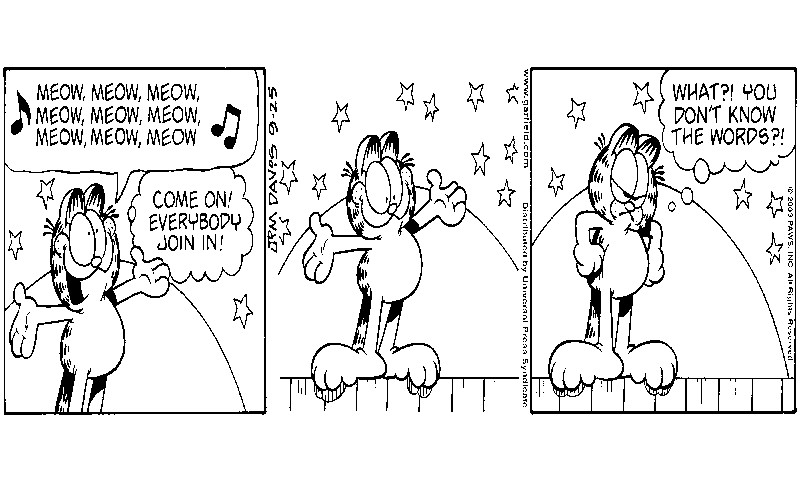 MEOW, MEOW, MEOW,
MEOW, MEOW, MEOW,
MEOW, MEOW, MEOW
COME ON!
EVERYBODY
JOIN IN!
JIM DAVIS 9-25
www.garfield.com
Distributed by Universal Press Syndicate
WHAT?! YOU
DON'T KNOW
THE WORDS?!
© 2003 PAWS, INC. All Rights Reserved.